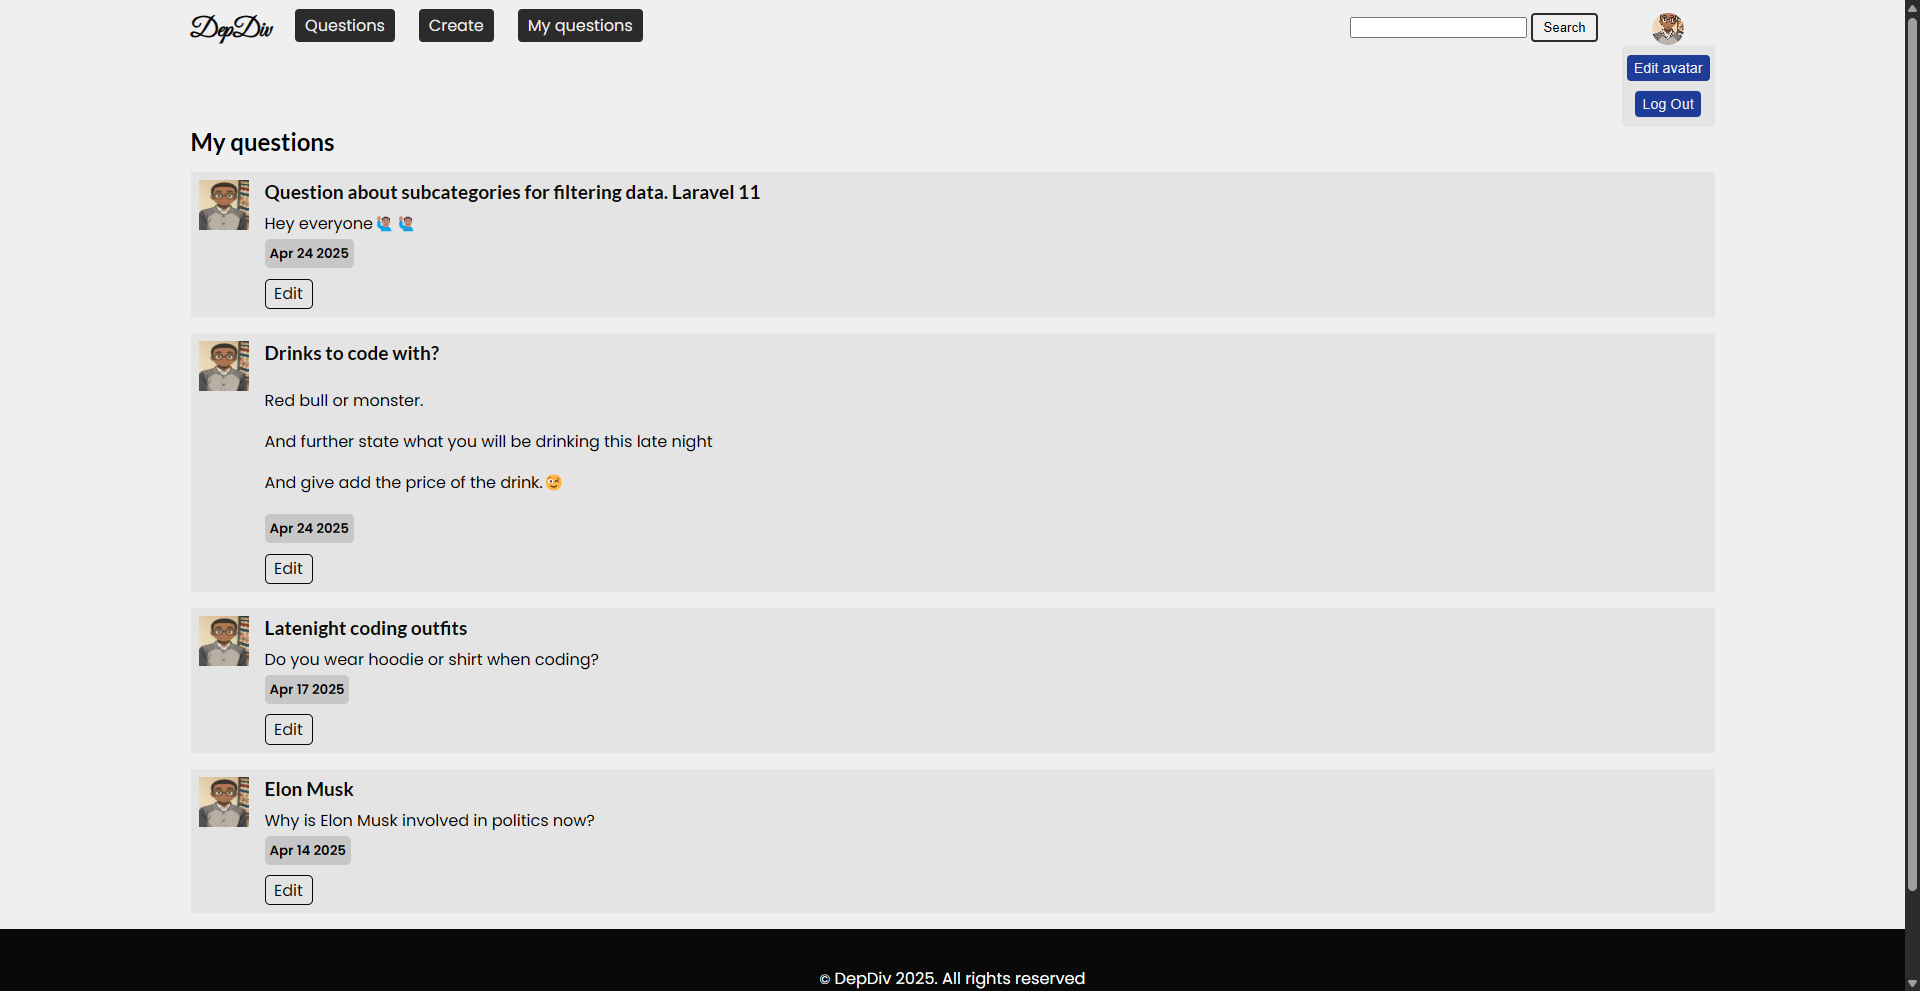 DepDiv Questions Create My questions Search
Edit avatar
Log Out
My questions
Question about subcategories for filtering data. Laravel 11
Hey everyone🙋🏽‍♂️ 🙋🏽‍♂️
Apr 24 2025
Edit
Drinks to code with?
Red bull or monster.
And further state what you will be drinking this late night
And give add the price of the drink.😉
Apr 24 2025
Edit
Latenight coding outfits
Do you wear hoodie or shirt when coding?
Apr 17 2025
Edit
Elon Musk
Why is Elon Musk involved in politics now?
Apr 14 2025
Edit
© DepDiv 2025. All rights reserved